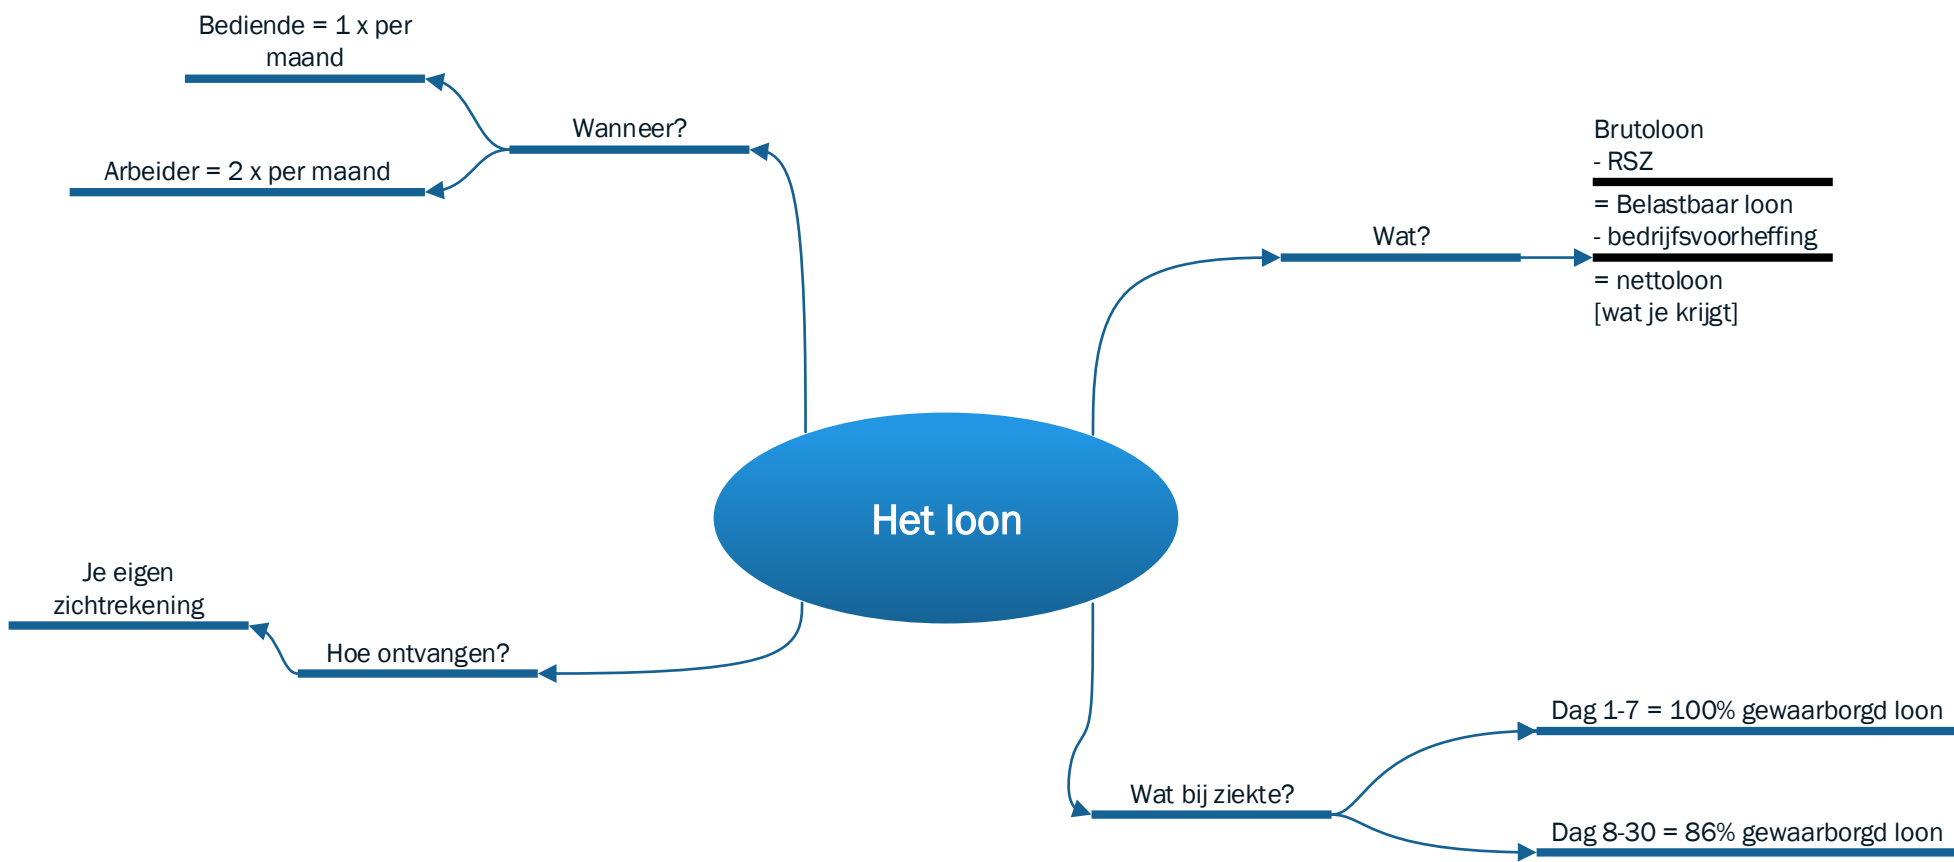 Bediende = 1 x per
maand
Wanneer?
Arbeider = 2 x per maand
Brutoloon
- RSZ
= Belastbaar loon
- bedrijfsvoorheffing
Wat?
= nettoloon
[wat je krijgt]
Het loon
Je eigen
zichtrekening
Hoe ontvangen?
Dag 1-7 = 100% gewaarborgd loon
Wat bij ziekte?
Dag 8-30 = 86% gewaarborgd loon